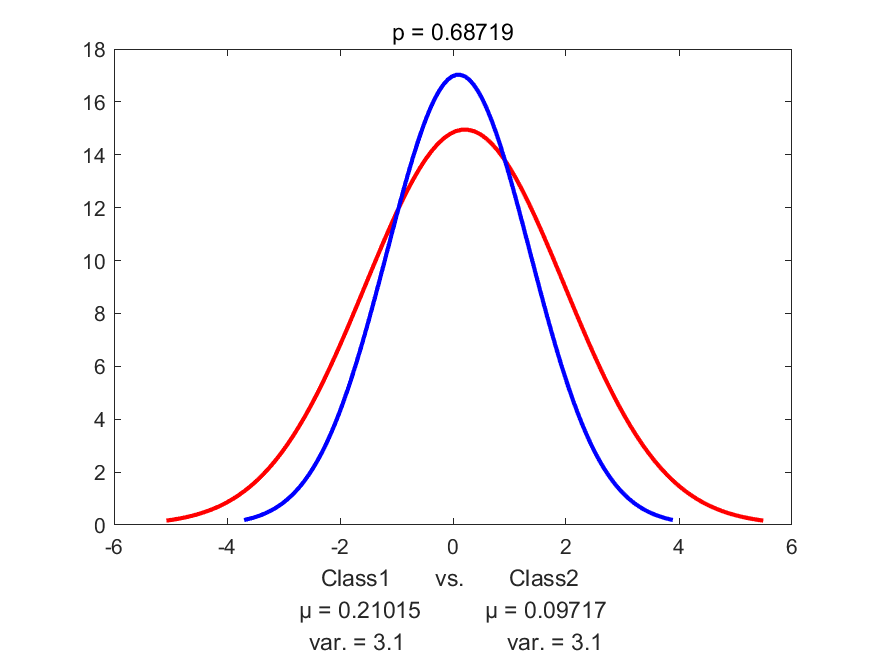 p = 0.68719
18
16
14
12
10
8
6
4
2
0
-6 -4 -2 0 2 4 6
Class1 vs. Class2
μ = 0.21015 μ = 0.09717
var. = 3.1 var. = 3.1